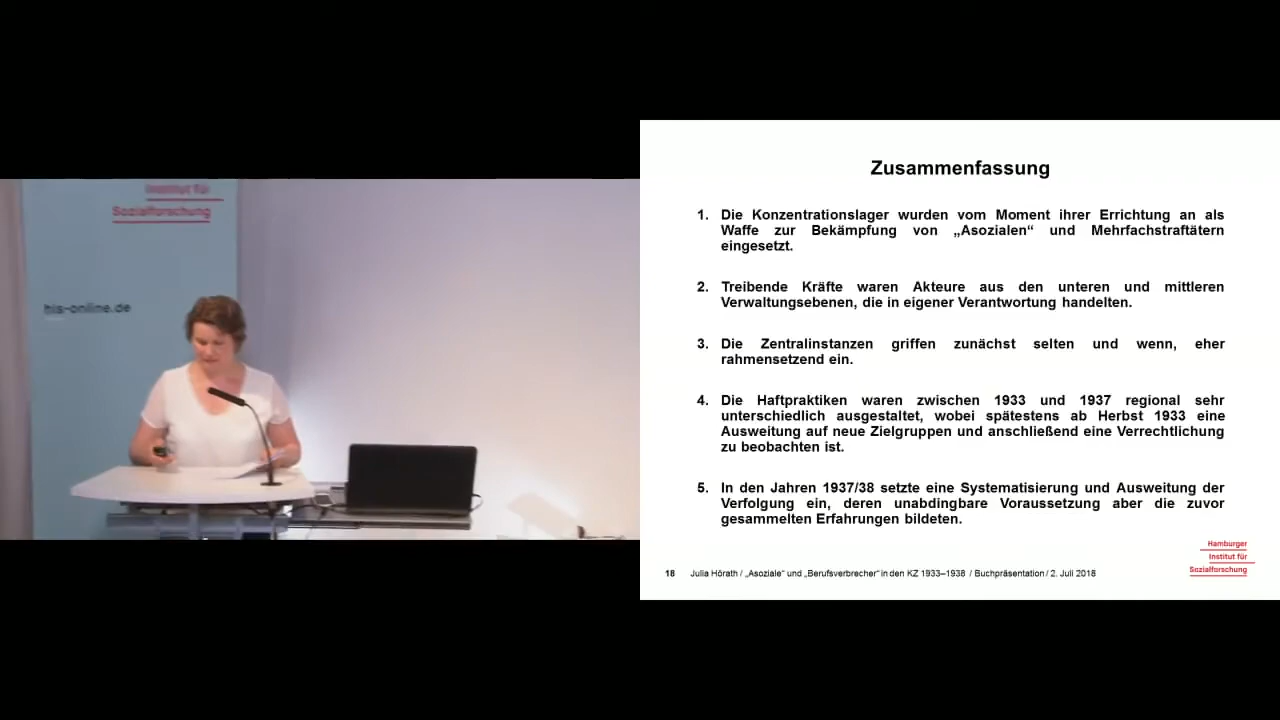 Institut für
Sozialforschung
his-online.de
Zusammenfassung
1. Die Konzentrationslager wurden vom Moment ihrer Errichtung an als
Waffe zur Bekämpfung von „Asozialen“ und Mehrfachstraftätern
eingesetzt.
2. Treibende Kräfte waren Akteure aus den unteren und mittleren
Verwaltungsebenen, die in eigener Verantwortung handelten.
3. Die Zentralinstanzen griffen zunächst selten und wenn, eher
rahmensetzend ein.
4. Die Haftpraktiken waren zwischen 1933 und 1937 regional sehr
unterschiedlich ausgestaltet, wobei spätestens ab Herbst 1933 eine
Ausweitung auf neue Zielgruppen und anschließend eine Verrechtlichung
zu beobachten ist.
5. In den Jahren 1937/38 setzte eine Systematisierung und Ausweitung der
Verfolgung ein, deren unabdingbare Voraussetzung aber die zuvor
gesammelten Erfahrungen bildeten.
Hamburger
Institut für
Sozialforschung
18 Julia Hörath / „Asoziale“ und „Berufsverbrecher“ in den KZ 1933–1938 / Buchpräsentation / 2. Juli 2018